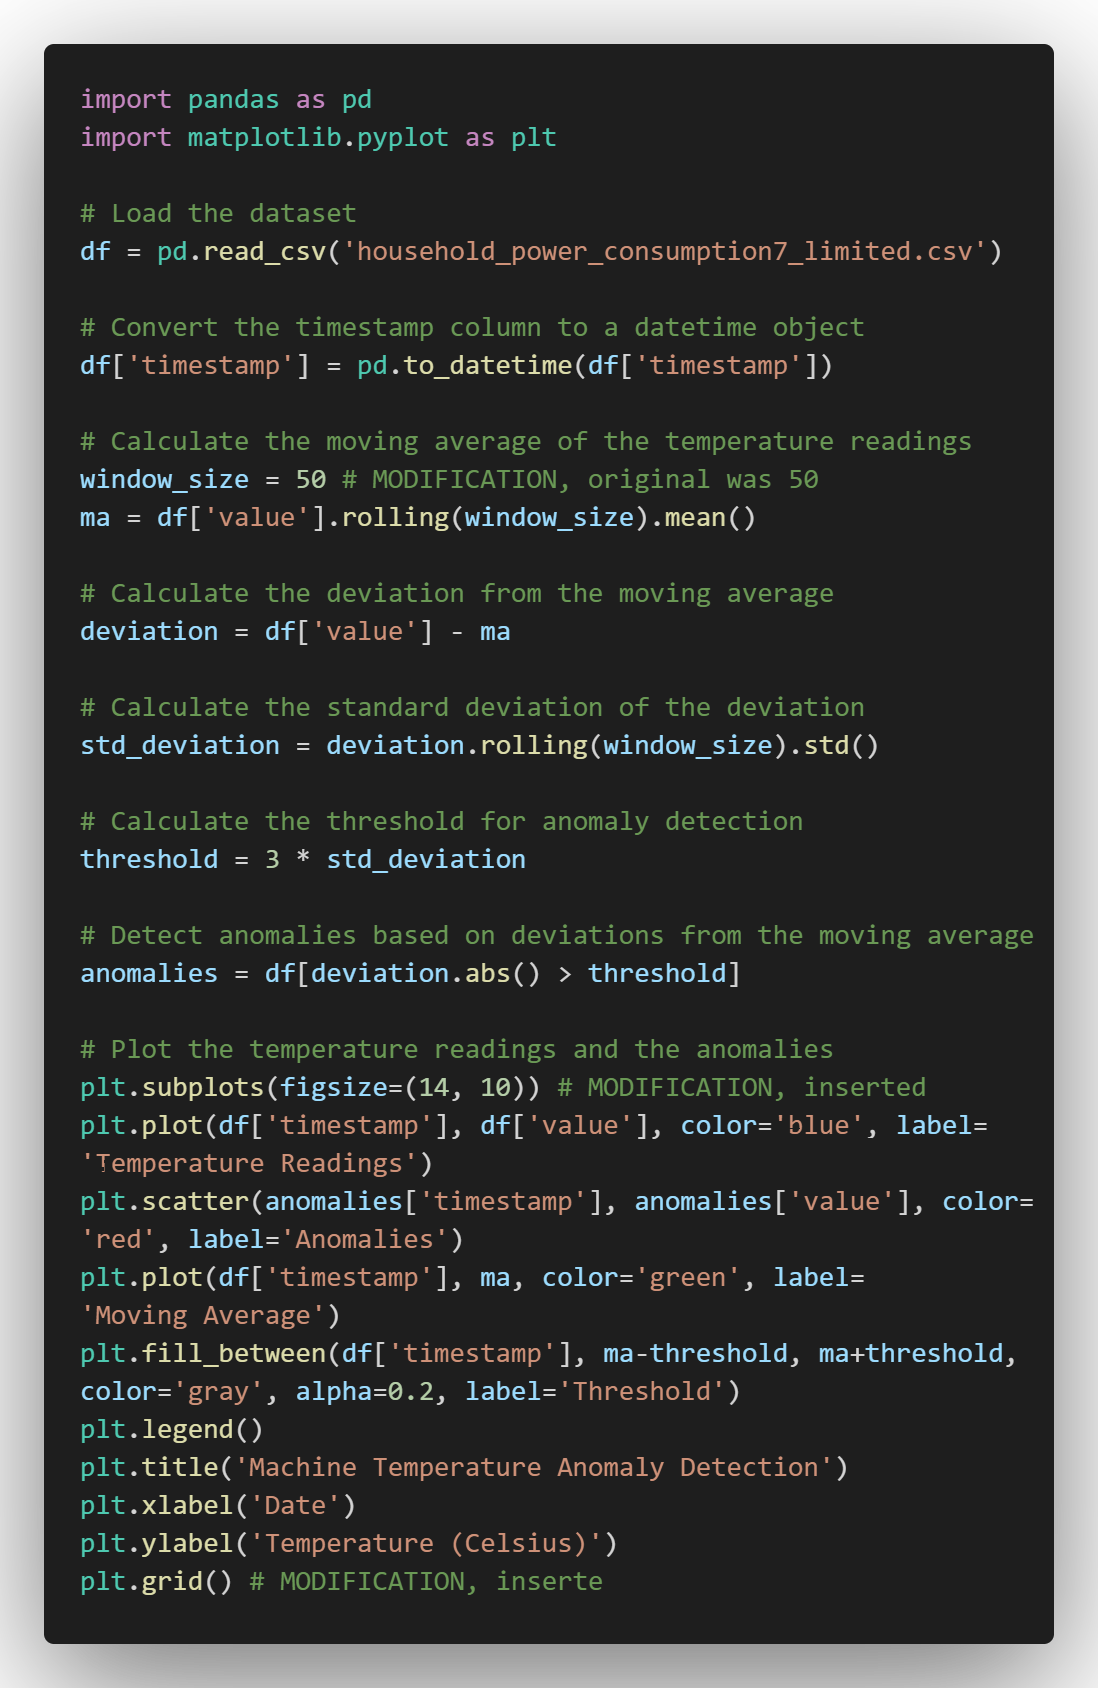 import pandas as pd
import matplotlib.pyplot as plt
# Load the dataset
df = pd.read_csv('household_power_consumption7_limited.csv')
# Convert the timestamp column to a datetime object
df['timestamp'] = pd.to_datetime(df['timestamp'])
# Calculate the moving average of the temperature readings
window_size = 50 # MODIFICATION, original was 50
ma = df['value'].rolling(window_size).mean()
# Calculate the deviation from the moving average
deviation = df['value'] - ma
# Calculate the standard deviation of the deviation
std_deviation = deviation.rolling(window_size).std()
# Calculate the threshold for anomaly detection
threshold = 3 * std_deviation
# Detect anomalies based on deviations from the moving average
anomalies = df[deviation.abs() > threshold]
# Plot the temperature readings and the anomalies
plt.subplots(figsize=(14, 10)) # MODIFICATION, inserted
plt.plot(df['timestamp'], df['value'], color='blue', label=
'Temperature Readings')
plt.scatter(anomalies['timestamp'], anomalies['value'], color=
'red', label='Anomalies')
plt.plot(df['timestamp'], ma, color='green', label=
'Moving Average')
plt.fill_between(df['timestamp'], ma-threshold, ma+threshold,
color='gray', alpha=0.2, label='Threshold')
plt.legend()
plt.title('Machine Temperature Anomaly Detection')
plt.xlabel('Date')
plt.ylabel('Temperature (Celsius)')
plt.grid() # MODIFICATION, inserte